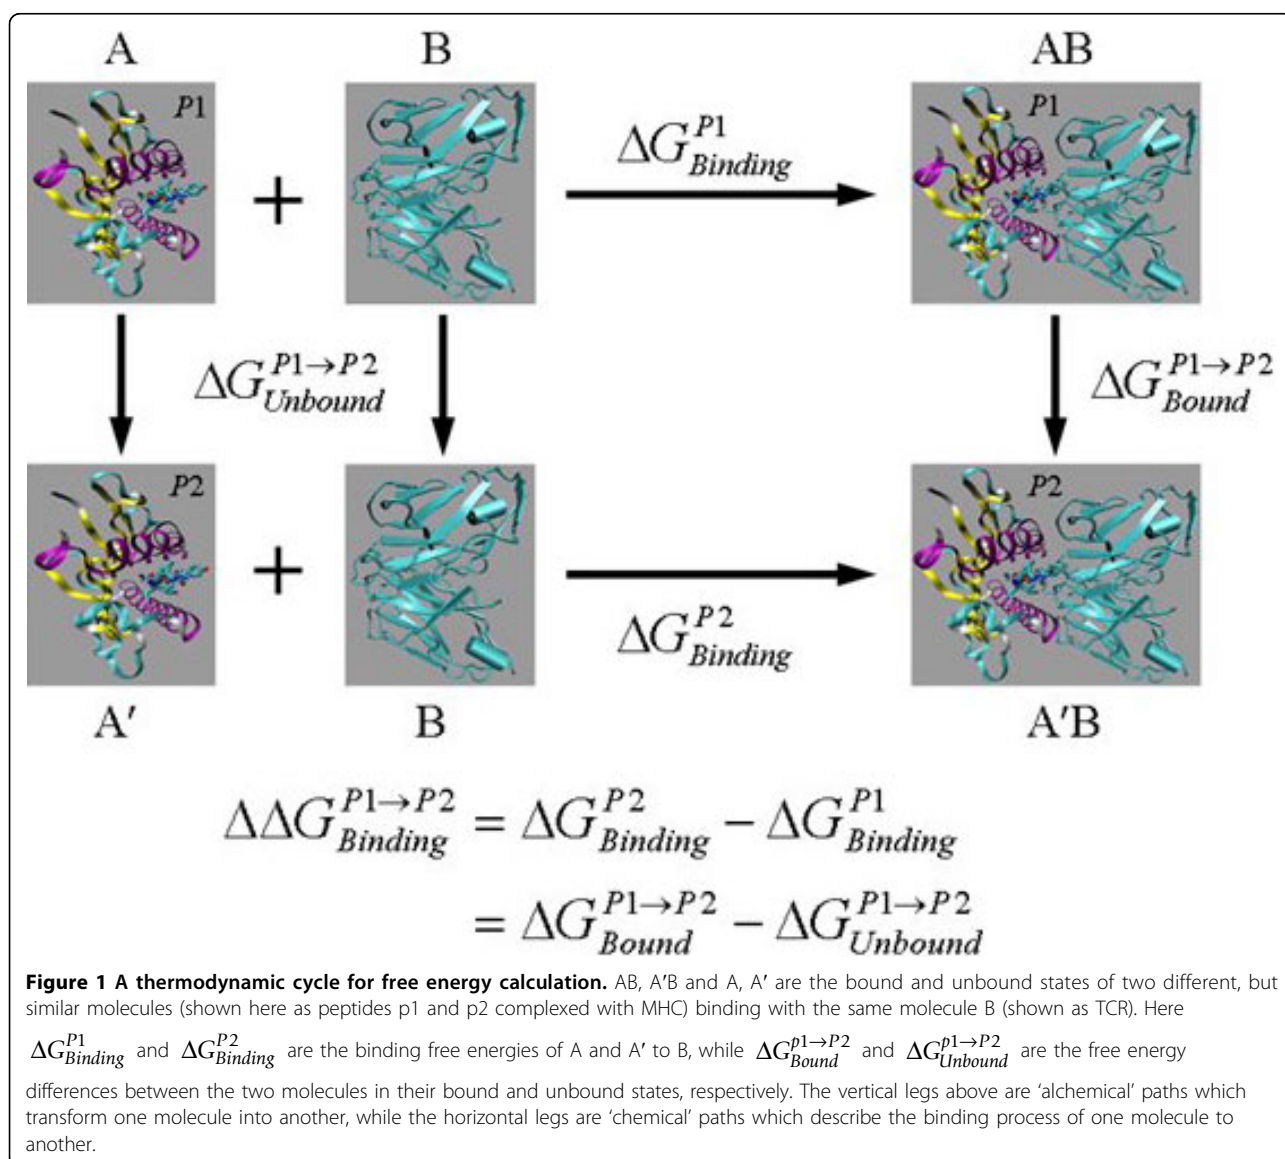 A B AB
P1 P1
+
ΔG^{P1}_{Binding}
ΔG^{P1→P2}_{Unbound} ΔG^{P1→P2}_{Bound}
P2 P2
+
ΔG^{P2}_{Binding}
A′ B A′B
ΔΔG^{P1→P2}_{Binding} = ΔG^{P2}_{Binding} − ΔG^{P1}_{Binding}
= ΔG^{P1→P2}_{Bound} − ΔG^{P1→P2}_{Unbound}
Figure 1 A thermodynamic cycle for free energy calculation. AB, A′B and A, A′ are the bound and unbound states of two different, but
similar molecules (shown here as peptides p1 and p2 complexed with MHC) binding with the same molecule B (shown as TCR). Here
ΔG^{P1}_{Binding} and ΔG^{P2}_{Binding} are the binding free energies of A and A′ to B, while ΔG^{p1→P2}_{Bound} and ΔG^{p1→P2}_{Unbound} are the free energy
differences between the two molecules in their bound and unbound states, respectively. The vertical legs above are ‘alchemical’ paths which
transform one molecule into another, while the horizontal legs are ‘chemical’ paths which describe the binding process of one molecule to
another.